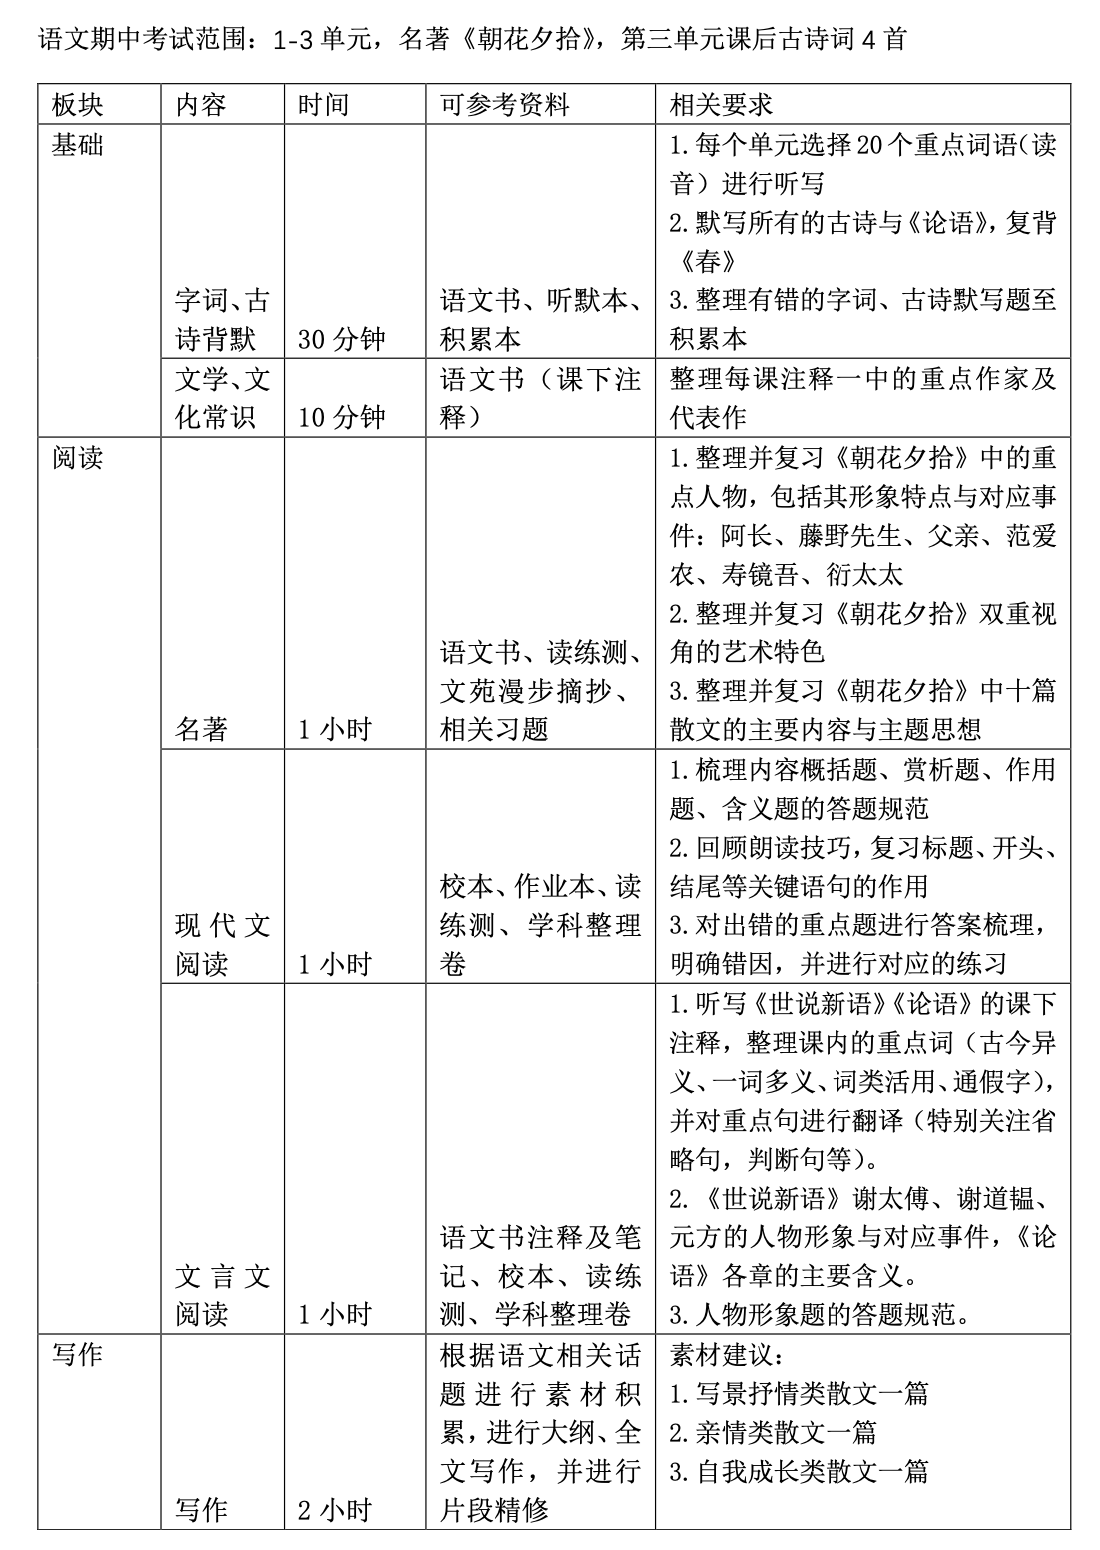 语文期中考试范围：1-3 单元，名著《朝花夕拾》，第三单元课后古诗词 4 首
板块
内容
时间
可参考资料
相关要求
基础
字词、古
诗背默
30 分钟
语文书、听默本、
积累本
1.每个单元选择 20 个重点词语（读
音）进行听写
2.默写所有的古诗与《论语》，复背
《春》
3.整理有错的字词、古诗默写题至
积累本
文学、文
化常识
10 分钟
语文书（课下注
释）
整理每课注释一中的重点作家及
代表作
阅读
名著
1 小时
语文书、读练测、
文苑漫步摘抄、
相关习题
1.整理并复习《朝花夕拾》中的重
点人物，包括其形象特点与对应事
件：阿长、藤野先生、父亲、范爱
农、寿镜吾、衍太太
2.整理并复习《朝花夕拾》双重视
角的艺术特色
3.整理并复习《朝花夕拾》中十篇
散文的主要内容与主题思想
现代文
阅读
1 小时
校本、作业本、读
练测、学科整理
卷
1.梳理内容概括题、赏析题、作用
题、含义题的答题规范
2.回顾朗读技巧，复习标题、开头、
结尾等关键语句的作用
3.对出错的重点题进行答案梳理，
明确错因，并进行对应的练习
文言文
阅读
1 小时
语文书注释及笔
记、校本、读练
测、学科整理卷
1.听写《世说新语》《论语》的课下
注释，整理课内的重点词（古今异
义、一词多义、词类活用、通假字），
并对重点句进行翻译（特别关注省
略句，判断句等）。
2.《世说新语》谢太傅、谢道韫、
元方的人物形象与对应事件，《论
语》各章的主要含义。
3.人物形象题的答题规范。
写作
写作
2 小时
根据语文相关话
题进行素材积
累，进行大纲、全
文写作，并进行
片段精修
素材建议：
1.写景抒情类散文一篇
2.亲情类散文一篇
3.自我成长类散文一篇